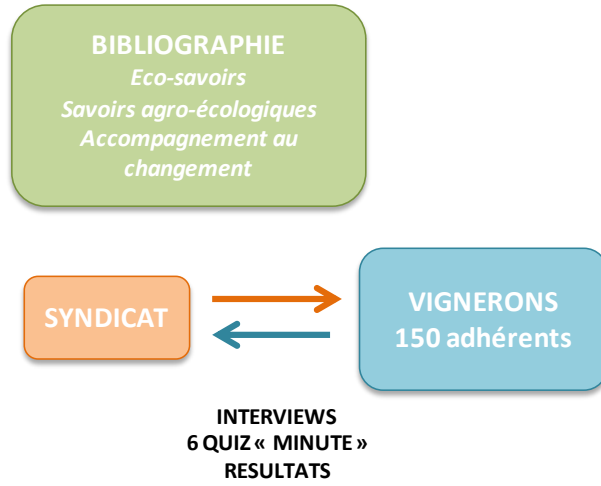 BIBLIOGRAPHIE
Eco-savoirs
Savoirs agro-écologiques
Accompagnement au
changement
SYNDICAT
VIGNERONS
150 adhérents
INTERVIEWS
6 QUIZ « MINUTE »
RESULTATS